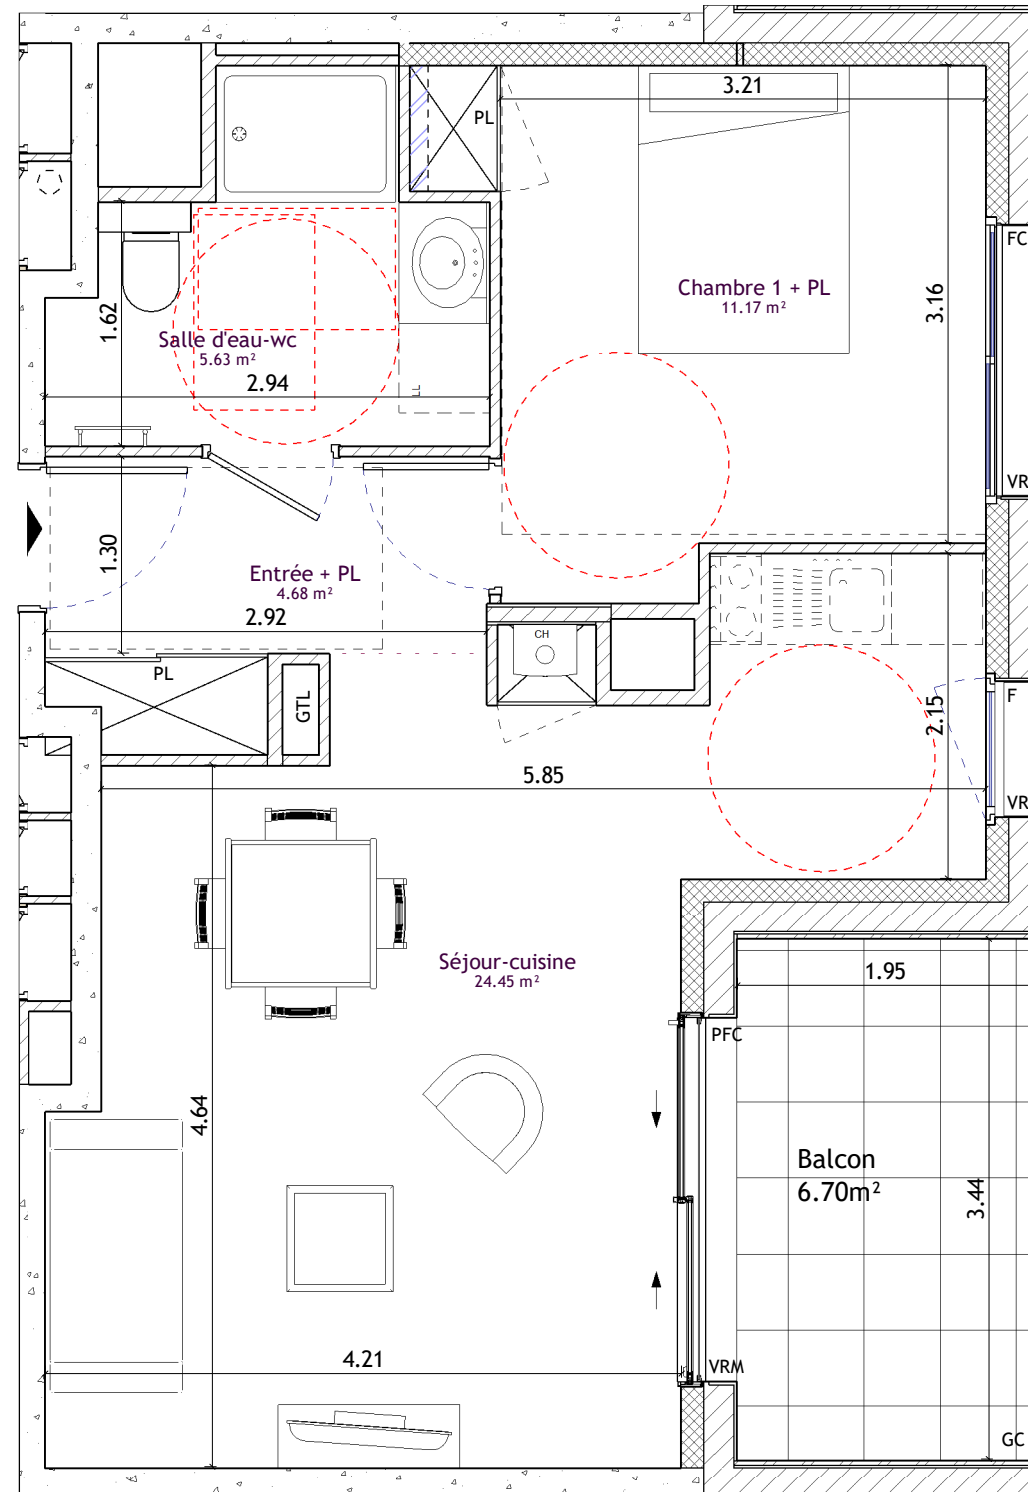 3.21
PL
FC
Chambre 1 + PL
11.17 m²
3.16
1.62
Salle d'eau-wc
5.63 m²
2.94
LL
VR
1.30
Entrée + PL
4.68 m²
2.92
CH
PL
GTL
F
2.15
5.85
VR
Séjour-cuisine
24.45 m²
1.95
PFC
4.64
Balcon
6.70m²
3.44
4.21
VRM
GC